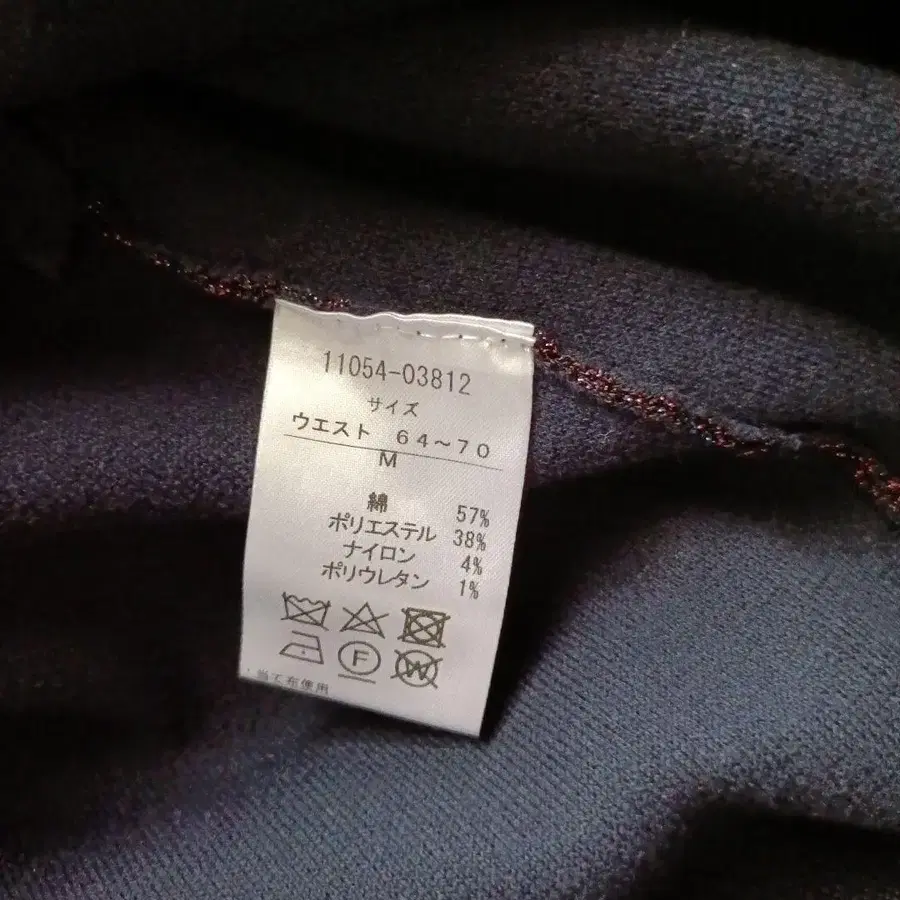 11054-03812
サイズ
ウエスト 64～70
M
綿 57%
ポリエステル 38%
ナイロン 4%
ポリウレタン 1%
F W
・当て布使用